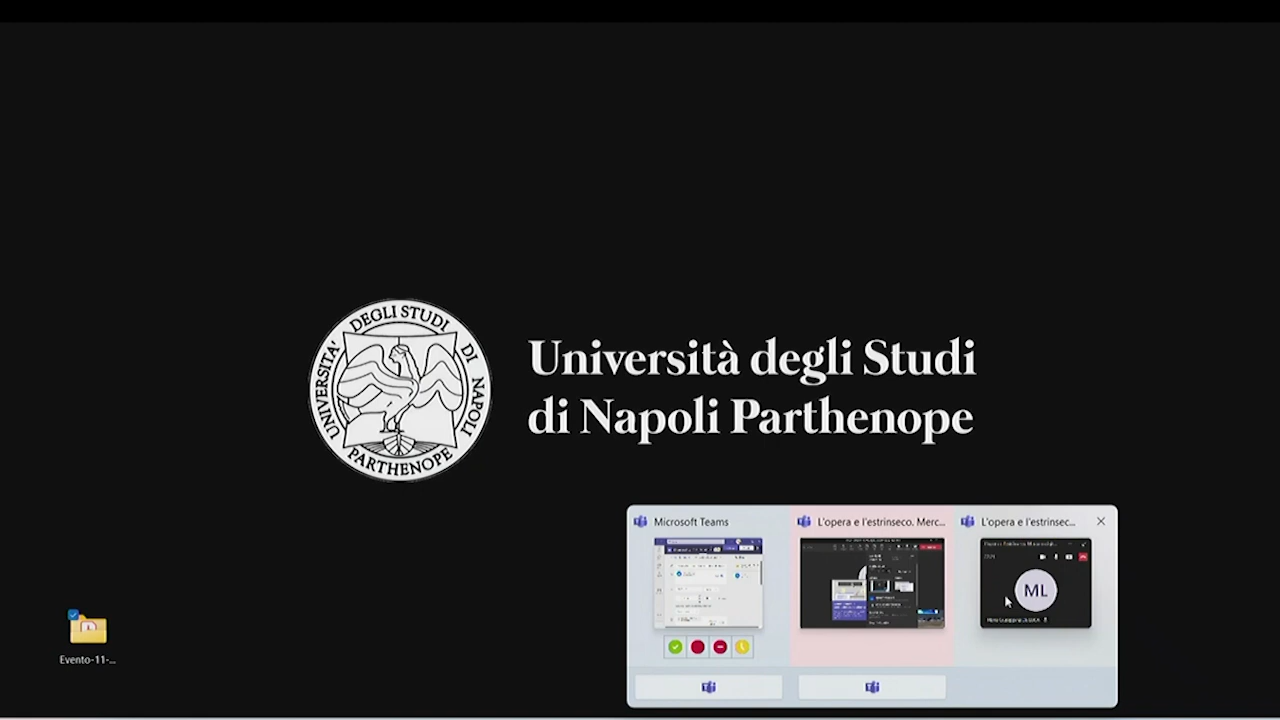 UNIVERSITA' DEGLI STUDI DI NAPOLI
PARTHENOPE
Università degli Studi
di Napoli Parthenope
Microsoft Teams
L'opera e l'estrinseco. Merc...
L'opera e l'estrinsec...
ML
Evento-11-...